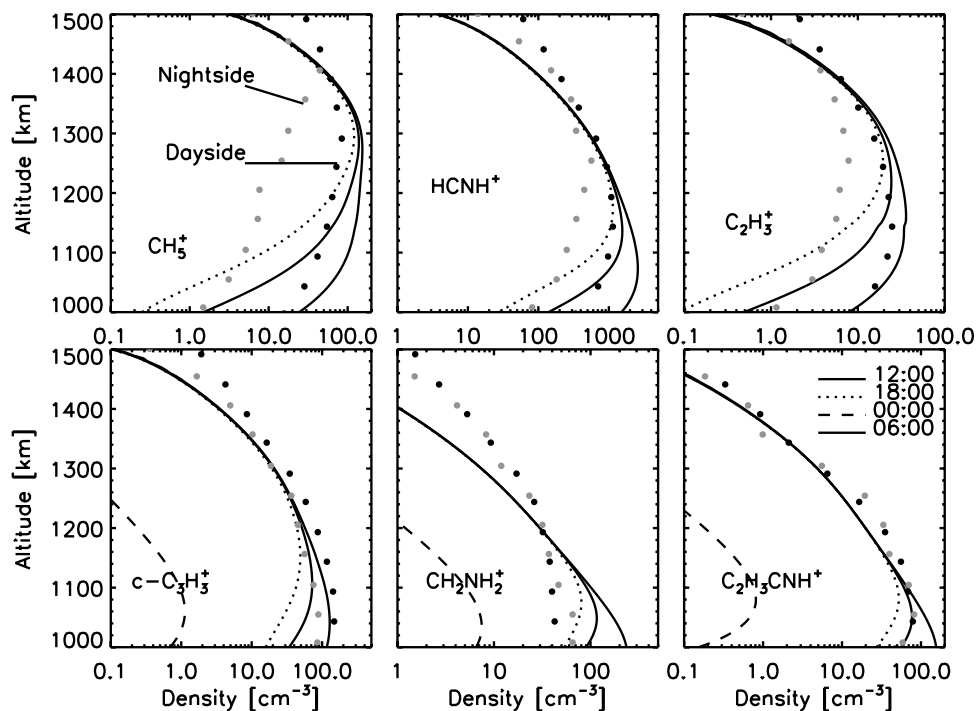 1500
1400
1300
1200
1100
1000
Altitude [km]
Nightside
Dayside
CH₅⁺
0.1 1.0 10.0 100.0
HCNH⁺
1 10 100 1000
C₂H₃⁺
0.1 1.0 10.0 100.0
1500
1400
1300
1200
1100
1000
Altitude [km]
c-C₃H₃⁺
0.1 1.0 10.0 100.0
Density [cm⁻³]
CH₂NH₂⁺
1 10 100
Density [cm⁻³]
12:00
18:00
00:00
06:00
C₂H₃CNH⁺
0.1 1.0 10.0 100.0
Density [cm⁻³]